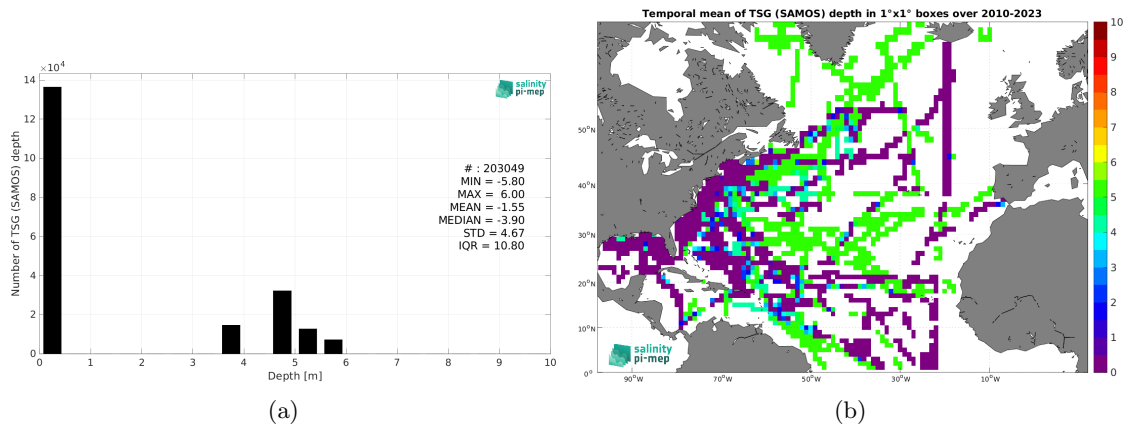 ×10⁴
14
12
10
8
6
4
2
0
Number of TSG (SAMOS) depth
salinity
pi-mep
# : 203049
MIN = -5.80
MAX = 6.00
MEAN = -1.55
MEDIAN = -3.90
STD = 4.67
IQR = 10.80
0 1 2 3 4 5 6 7 8 9 10
Depth [m]
(a)
Temporal mean of TSG (SAMOS) depth in 1°x1° boxes over 2010-2023
50°N
40°N
30°N
20°N
10°N
0°
90°W 70°W 50°W 30°W 10°W
salinity
pi-mep
10
9
8
7
6
5
4
3
2
1
0
(b)